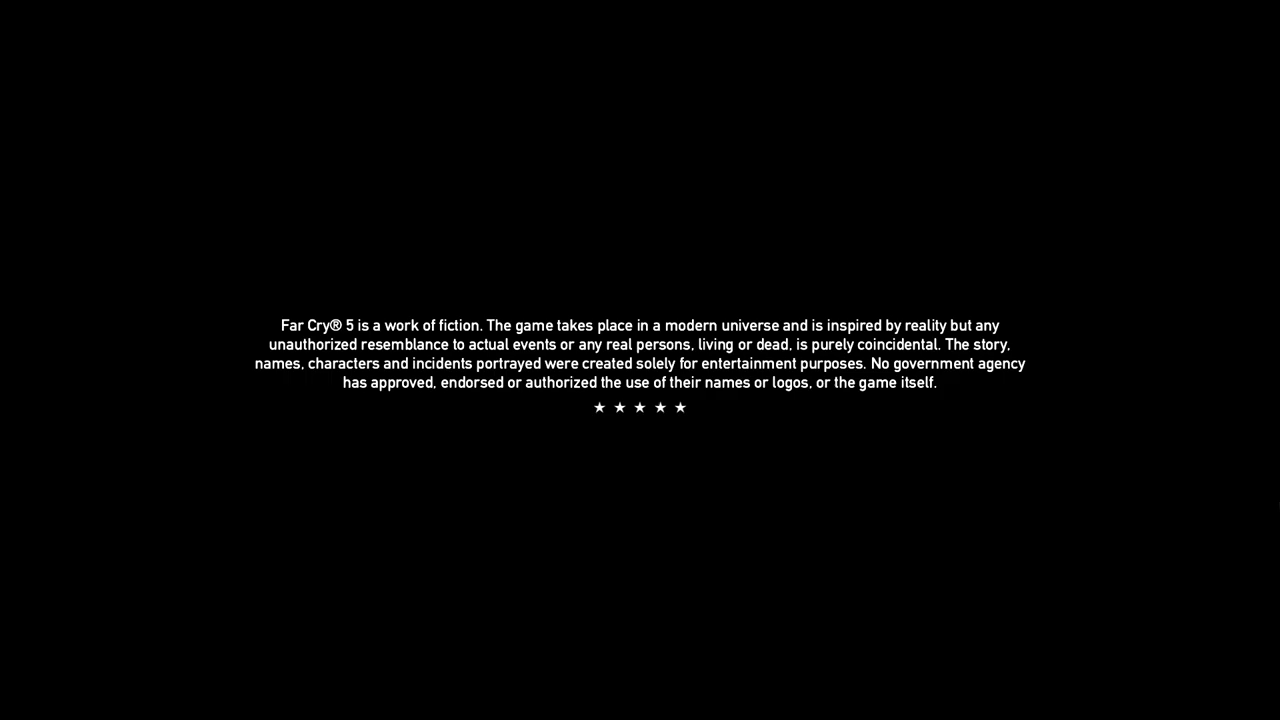 Far Cry® 5 is a work of fiction. The game takes place in a modern universe and is inspired by reality but any
unauthorized resemblance to actual events or any real persons, living or dead, is purely coincidental. The story,
names, characters and incidents portrayed were created solely for entertainment purposes. No government agency
has approved, endorsed or authorized the use of their names or logos, or the game itself.
★ ★ ★ ★ ★